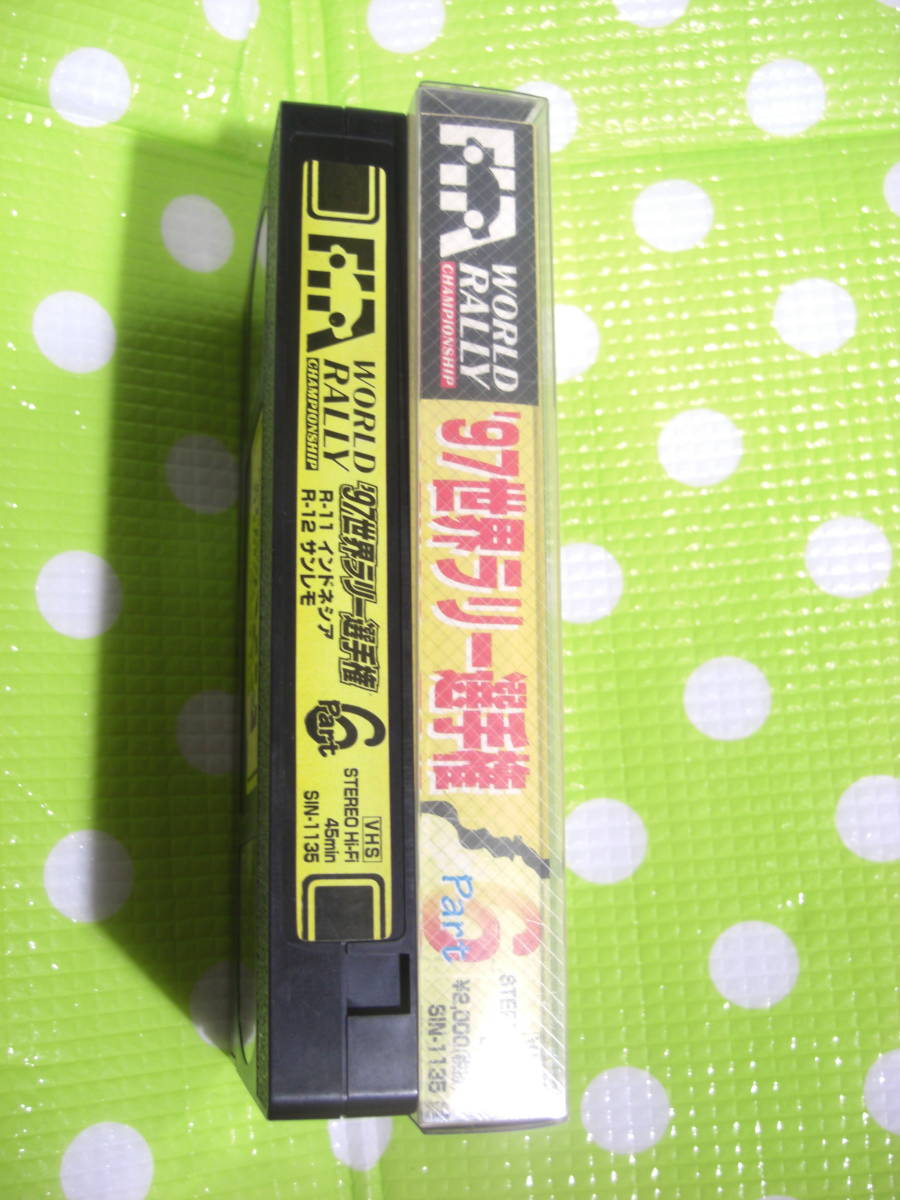 WORLD
RALLY
CHAMPIONSHIP
'97世界ラリー選手権
R-11 インドネシア
R-12 サンレモ
Part
6
VHS
45min
STEREO Hi-Fi
SIN-1135
WORLD
RALLY
CHAMPIONSHIP
'97世界ラリー選手権
Part
6
¥2,000
SIN-1135